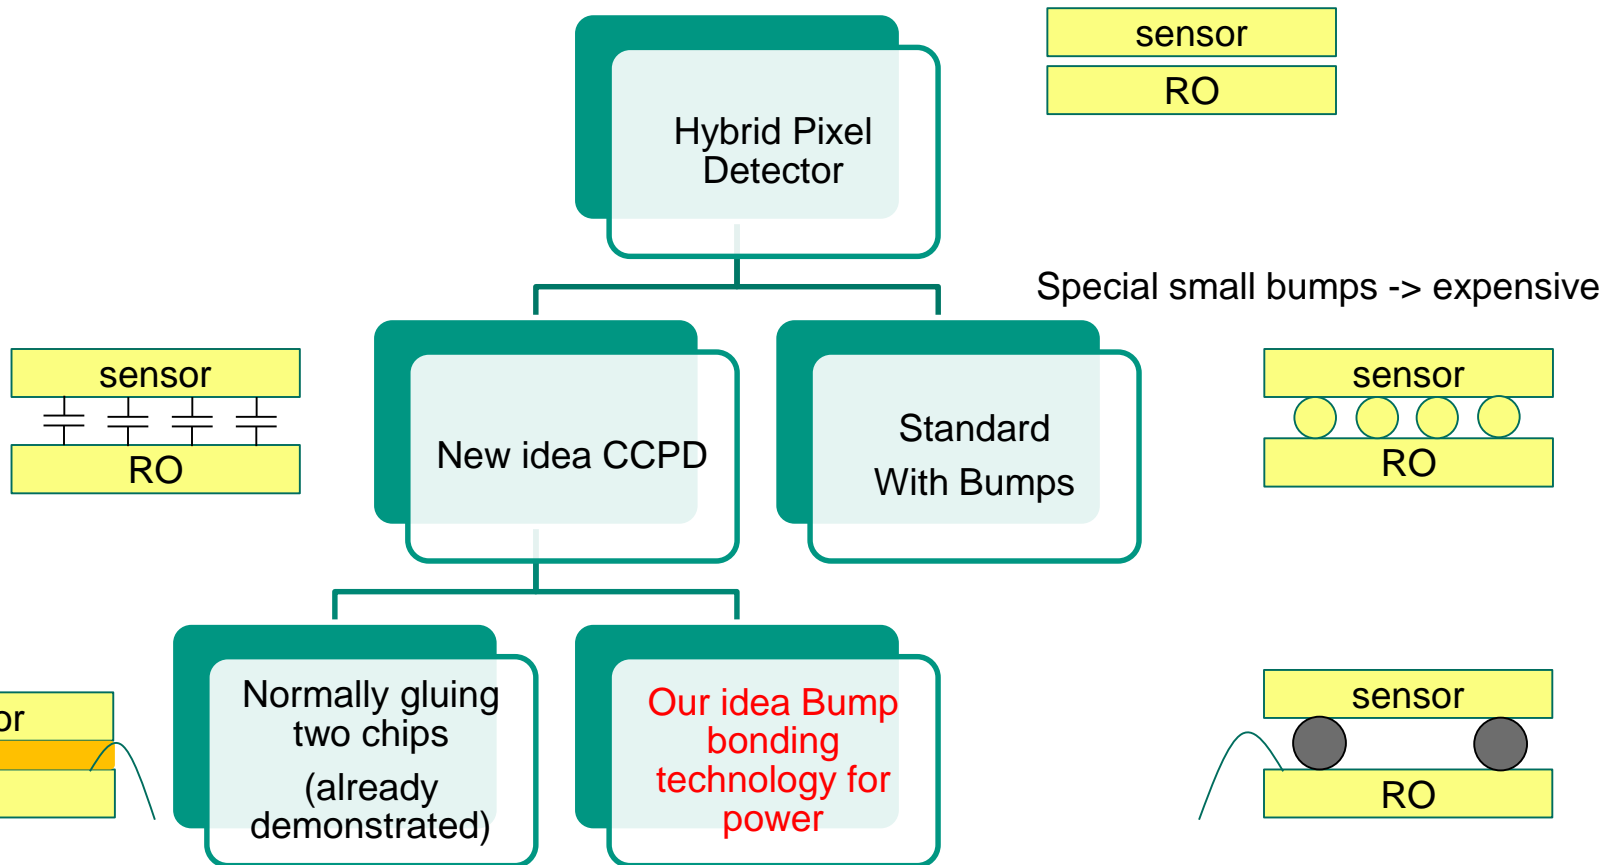 sensor
RO
Hybrid Pixel
Detector
Special small bumps -> expensive
sensor
RO
New idea CCPD
Standard
With Bumps
sensor
RO
or
Normally gluing
two chips
(already
demonstrated)
Our idea Bump
bonding
technology for
power
sensor
RO